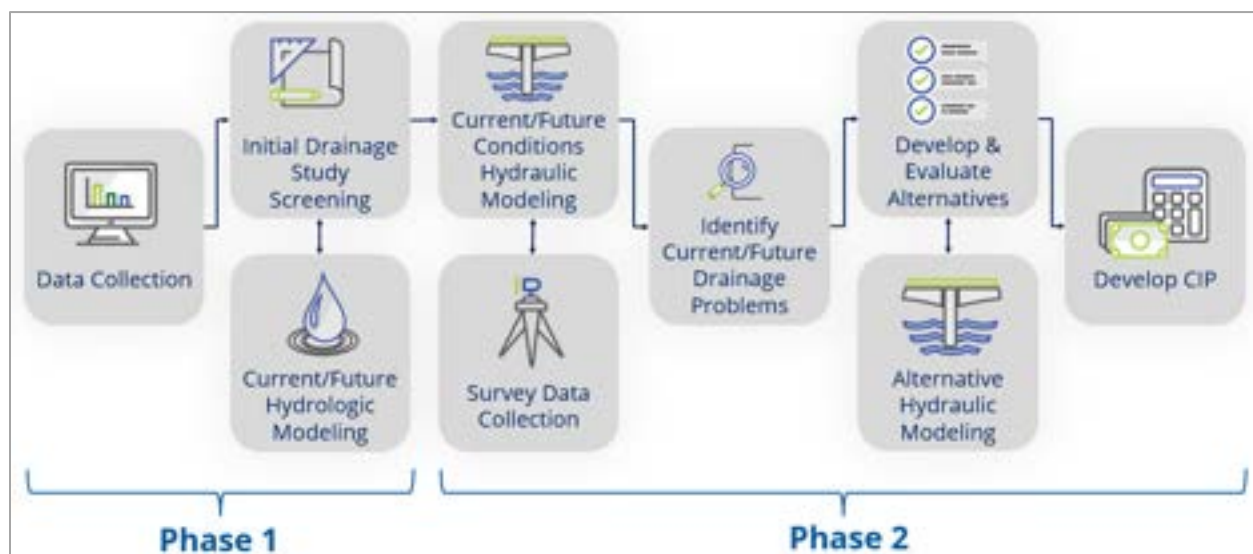 Data Collection
Initial Drainage
Study
Screening
Current/Future
Hydrologic
Modeling
Current/Future
Conditions
Hydraulic
Modeling
Survey Data
Collection
Identify
Current/Future
Drainage
Problems
Develop &
Evaluate
Alternatives
Alternative
Hydraulic
Modeling
Develop CIP
Phase 1
Phase 2